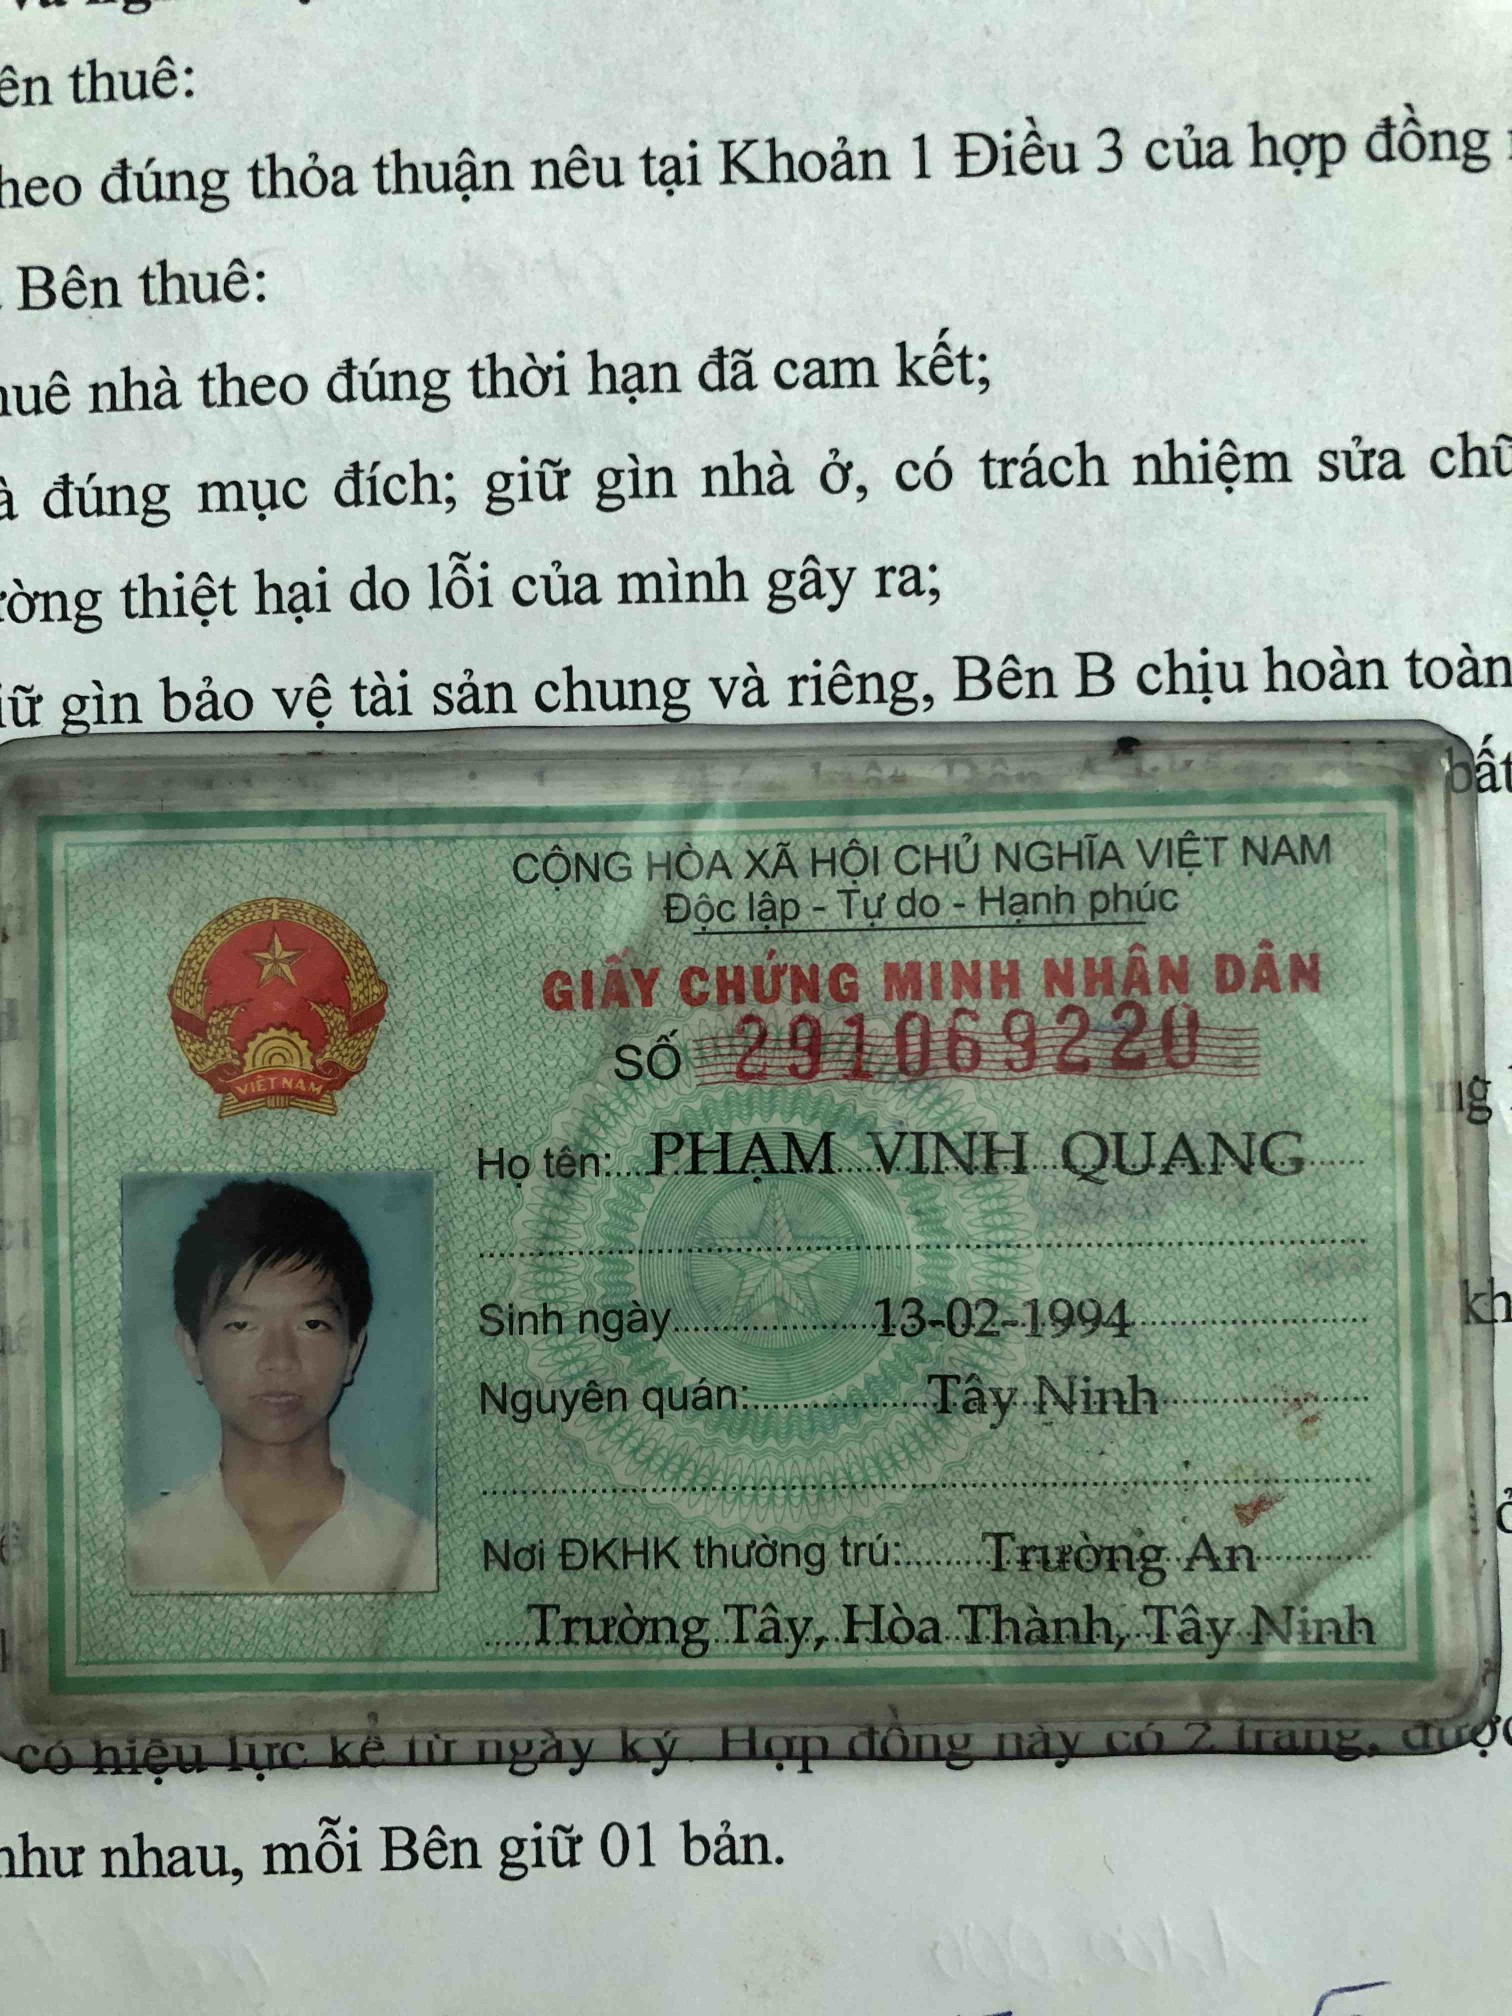 ên thuê:
heo đúng thỏa thuận nêu tại Khoản 1 Điều 3 của hợp đồng
Bên thuê:
huê nhà theo đúng thời hạn đã cam kết;
à đúng mục đích; giữ gìn nhà ở, có trách nhiệm sửa chữ
ường thiệt hại do lỗi của mình gây ra;
iữ gìn bảo vệ tài sản chung và riêng, Bên B chịu hoàn toàn
bất
CỘNG HÒA XÃ HỘI CHỦ NGHĨA VIỆT NAM
Độc lập - Tự do - Hạnh phúc
GIẤY CHỨNG MINH NHÂN DÂN
SỐ 291069220
VIỆT NAM
ng
Họ tên:....PHẠM VINH QUANG
kh
Sinh ngày 13-02-1994
Nguyên quán: Tây Ninh
Nơi ĐKHK thường trú: Trường An
Trường Tây, Hòa Thành, Tây Ninh
có hiệu lực kể từ ngày ký. Hợp đồng này có 2 trang, được
như nhau, mỗi Bên giữ 01 bản.